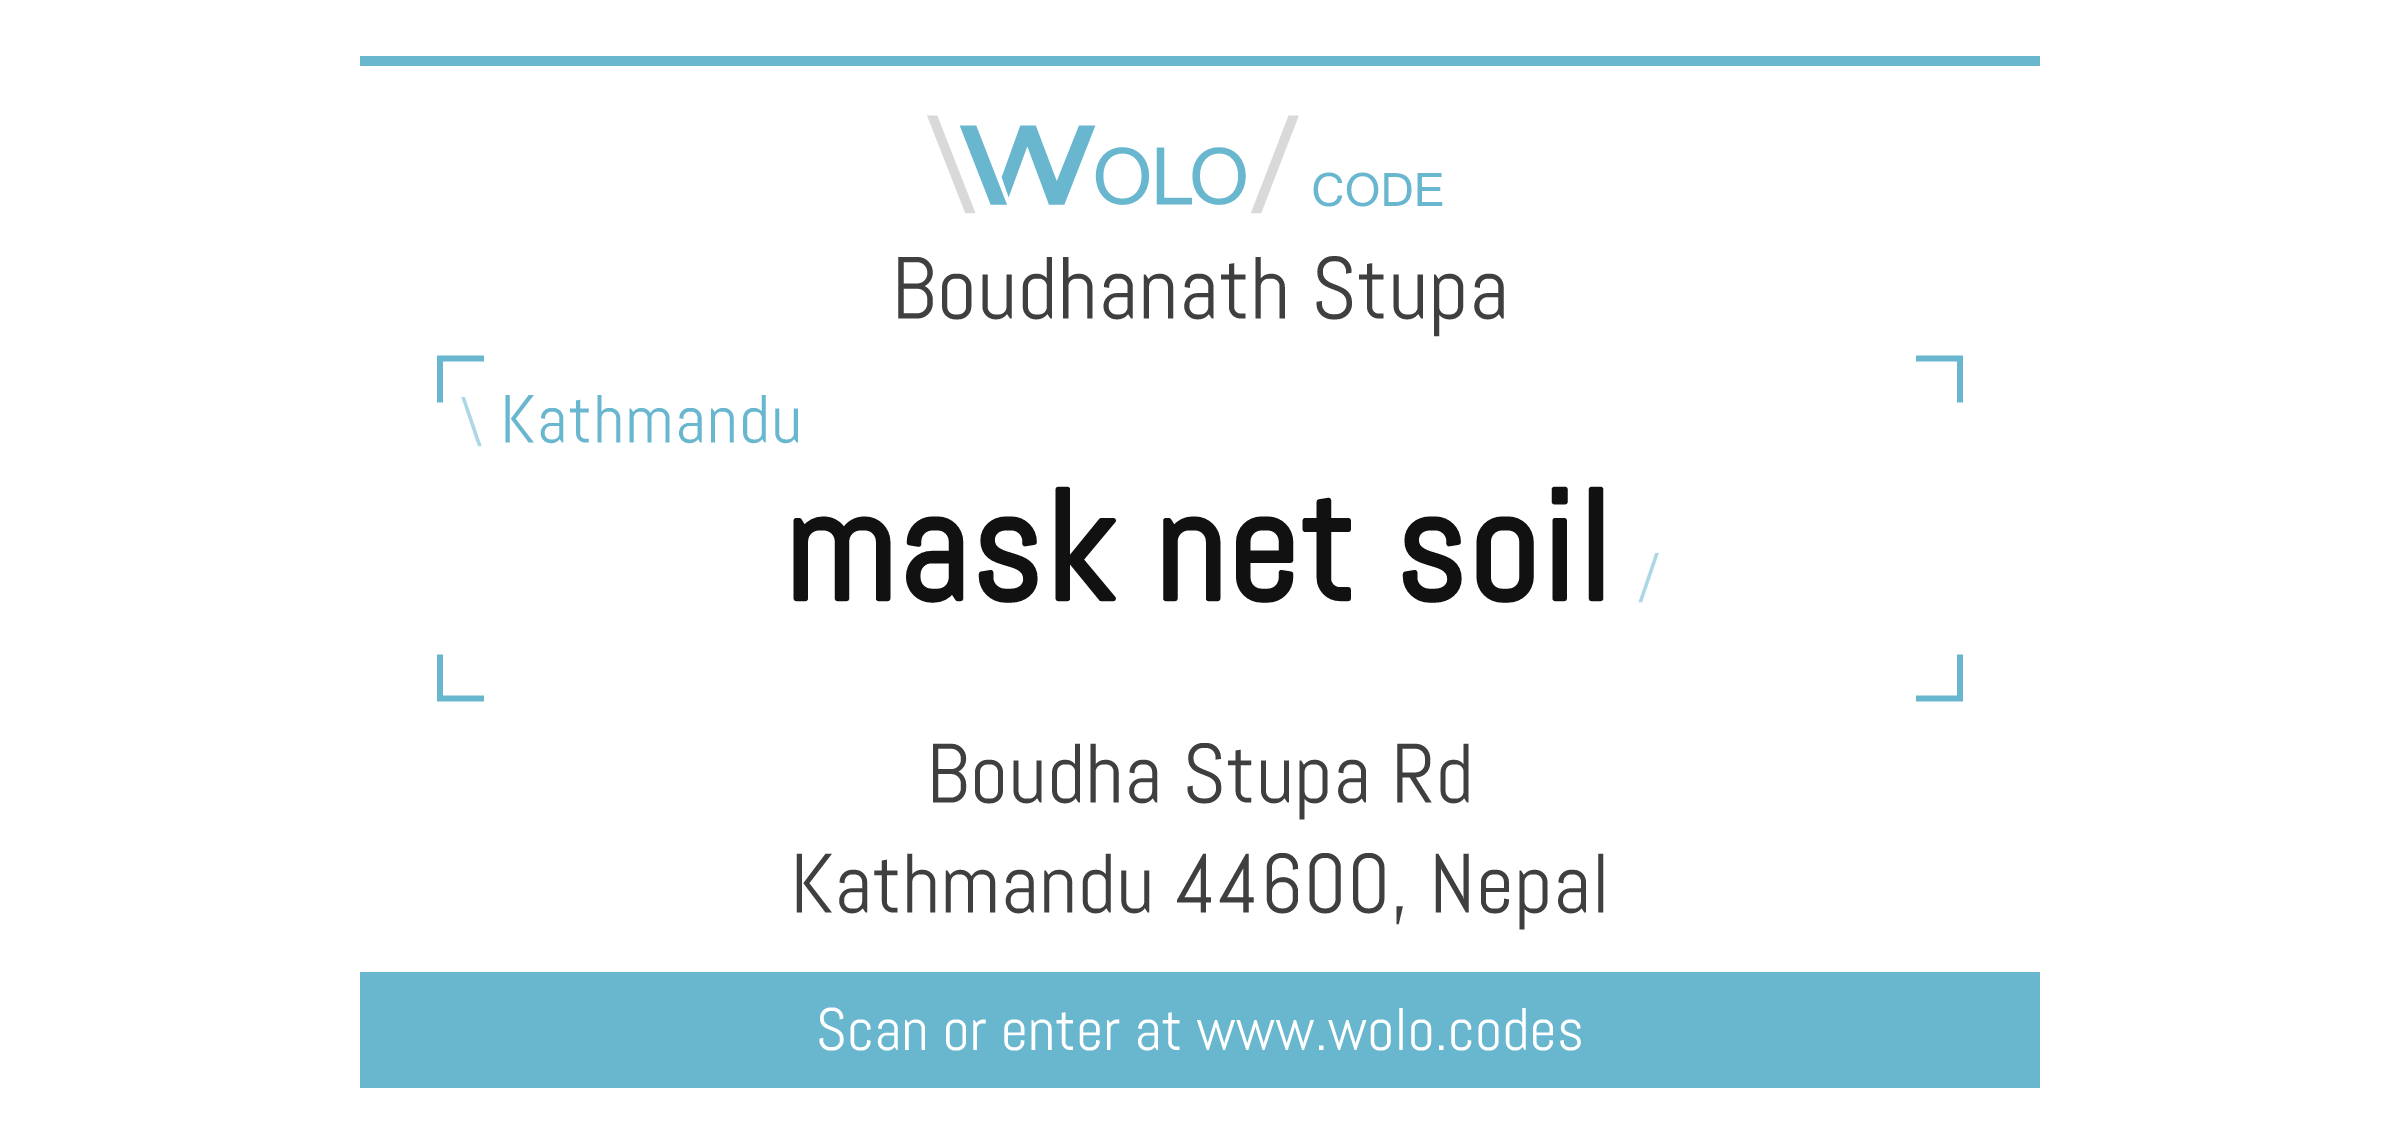 \WOLO/ CODE
Boudhanath Stupa
\ Kathmandu
mask net soil /
Boudha Stupa Rd
Kathmandu 44600, Nepal
Scan or enter at www.wolo.codes